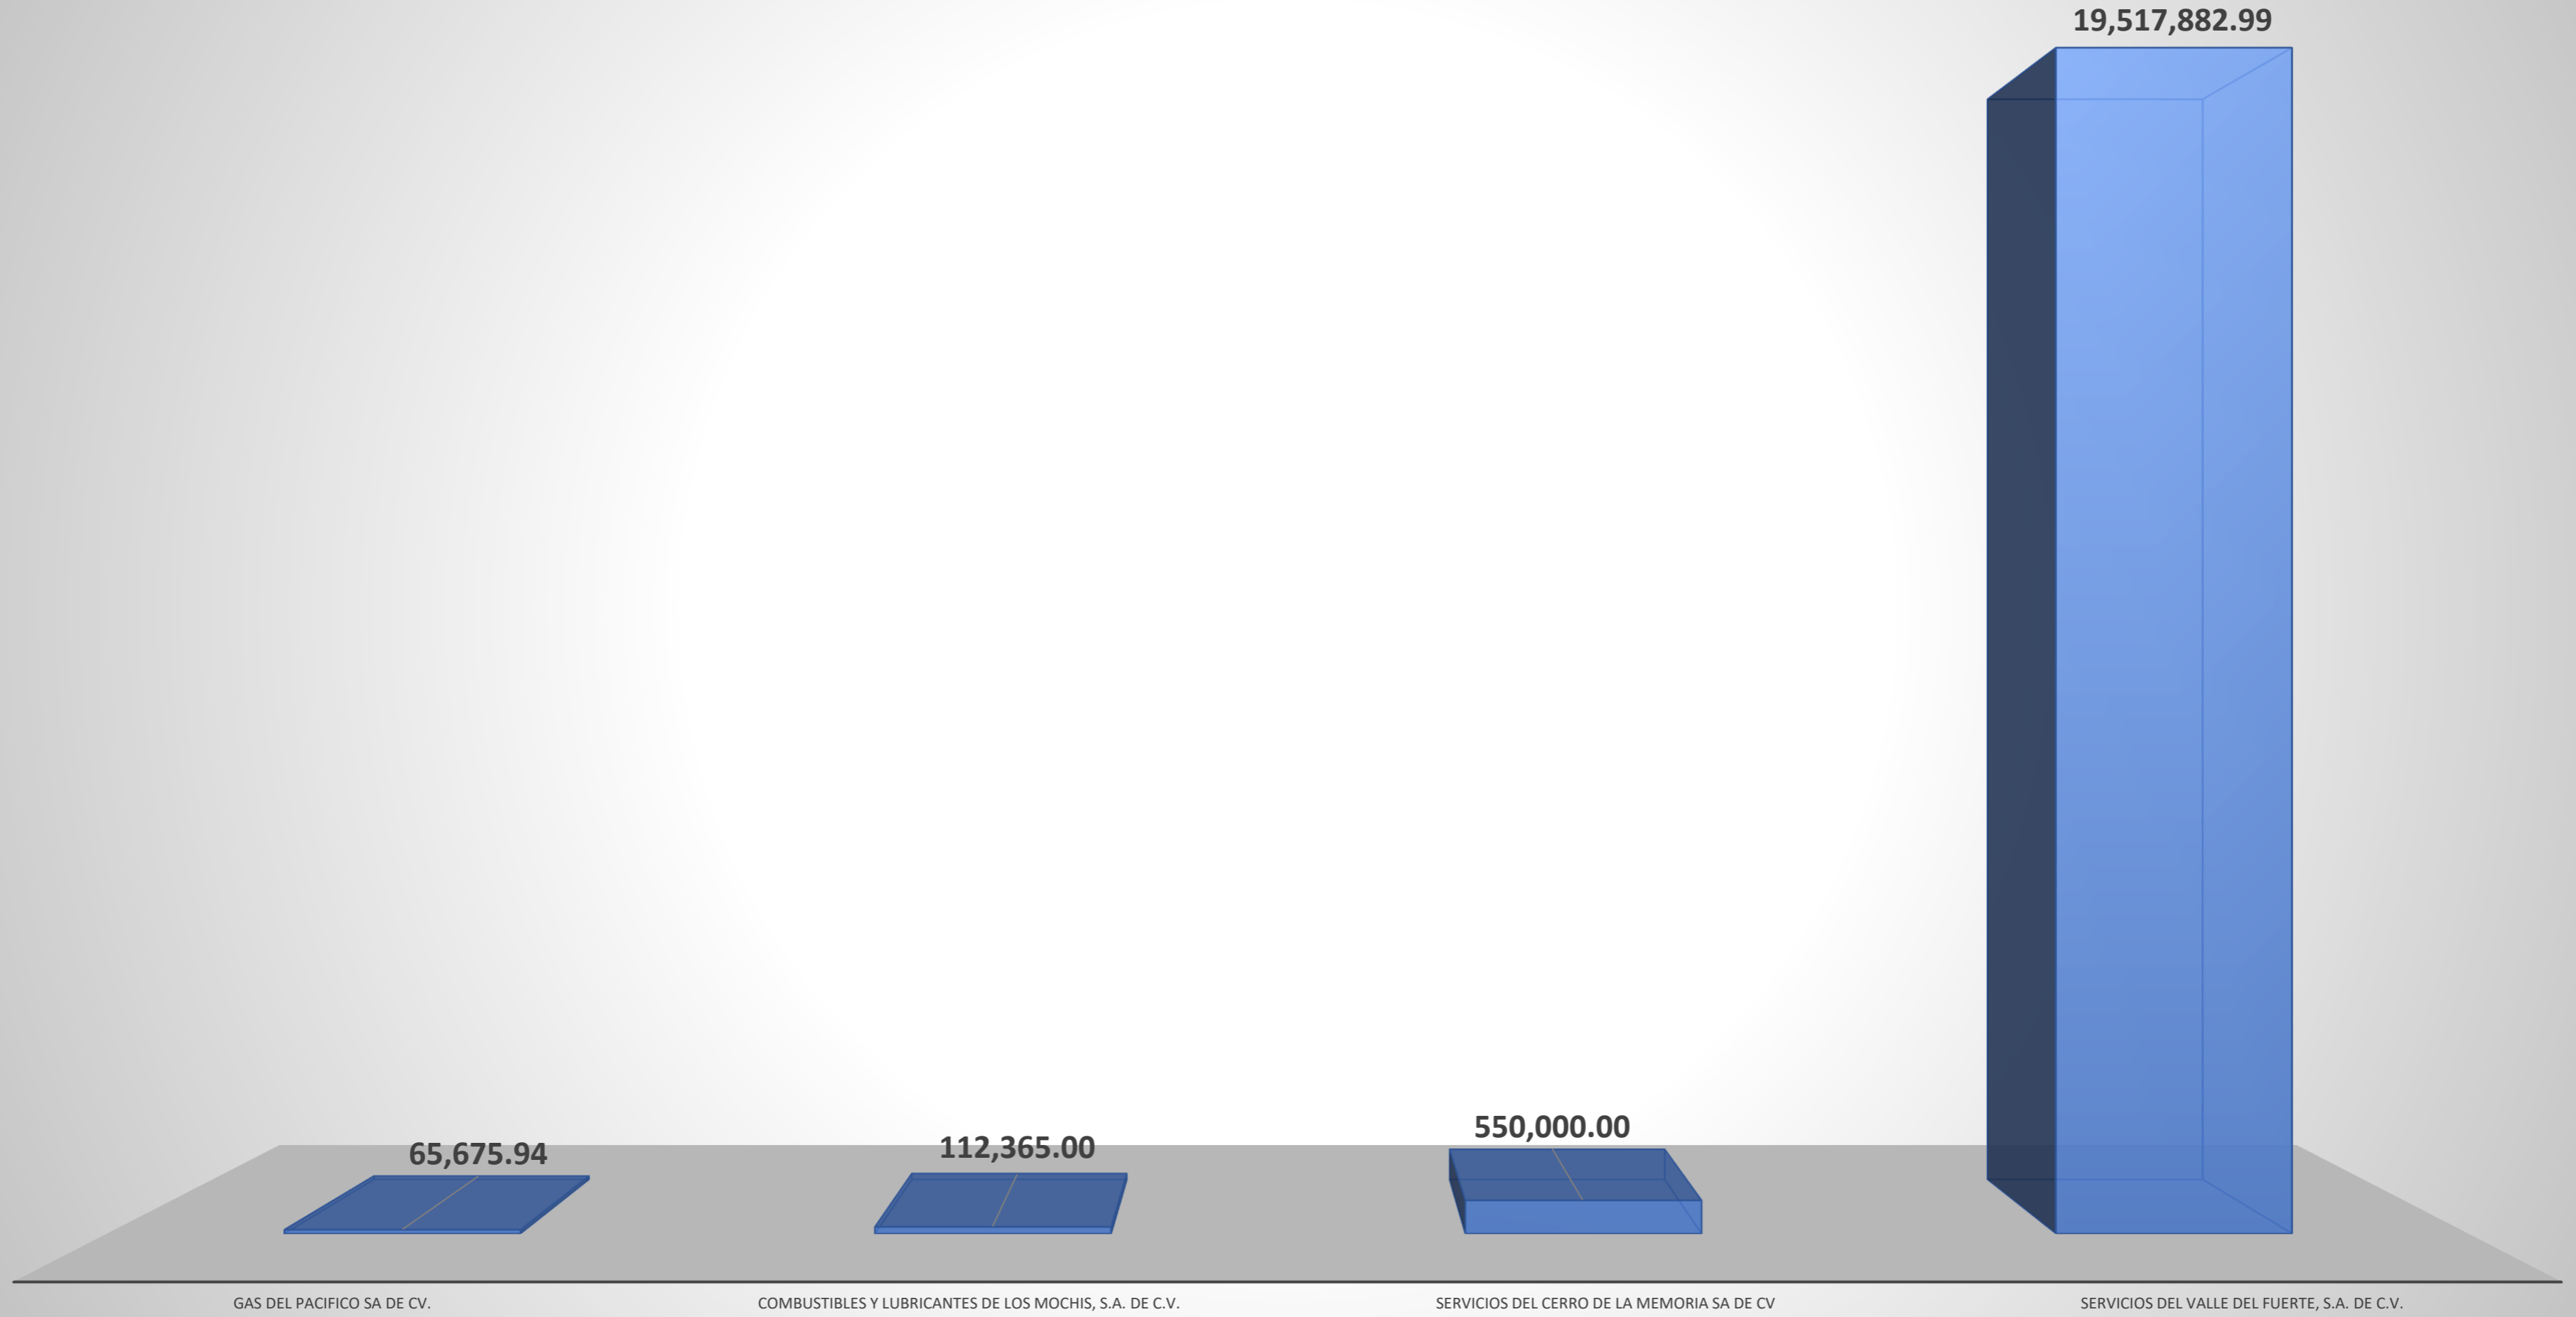 19,517,882.99
550,000.00
112,365.00
65,675.94
GAS DEL PACIFICO SA DE CV.
COMBUSTIBLES Y LUBRICANTES DE LOS MOCHIS, S.A. DE C.V.
SERVICIOS DEL CERRO DE LA MEMORIA SA DE CV
SERVICIOS DEL VALLE DEL FUERTE, S.A. DE C.V.